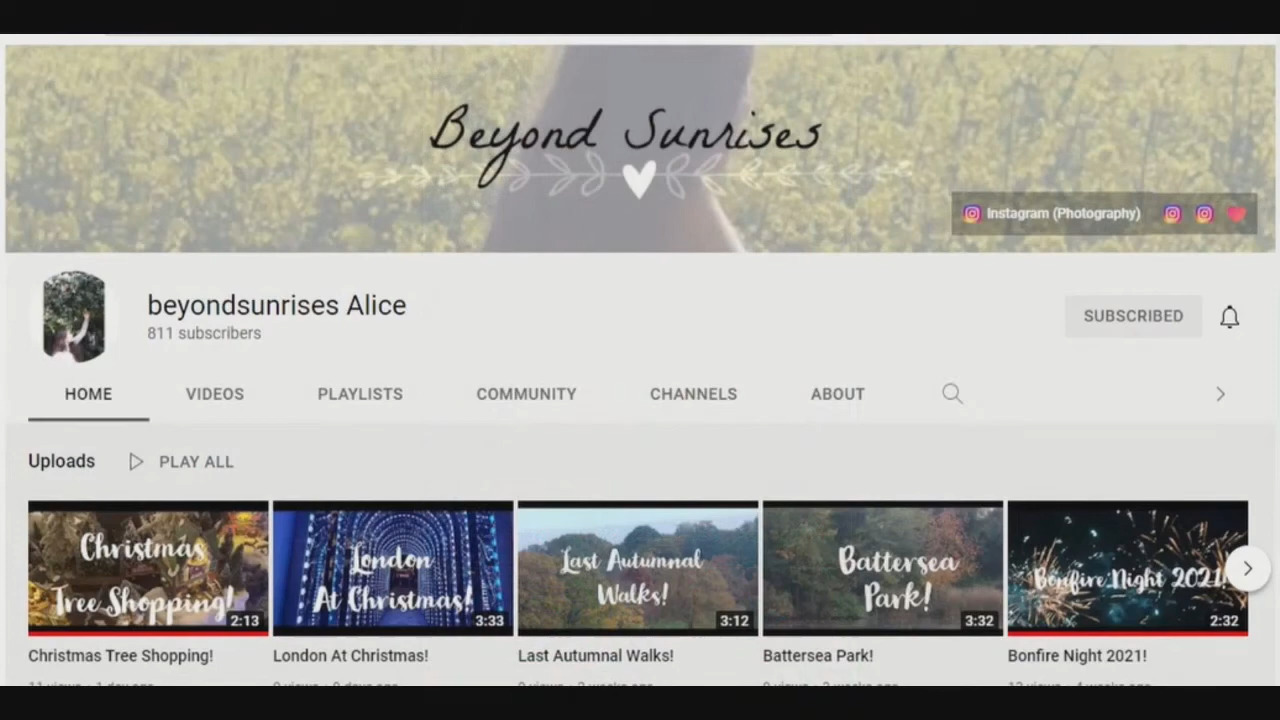 Beyond Sunrises
Instagram (Photography)
beyondsunrises Alice
811 subscribers
SUBSCRIBED
HOME VIDEOS PLAYLISTS COMMUNITY CHANNELS ABOUT
Uploads PLAY ALL
Christmas
Tree Shopping!
2:13
London
At Christmas!
3:33
Last Autumnal
Walks!
3:12
Battersea
Park!
3:32
Bonfire Night 2021!
2:32
Christmas Tree Shopping! London At Christmas! Last Autumnal Walks! Battersea Park! Bonfire Night 2021!